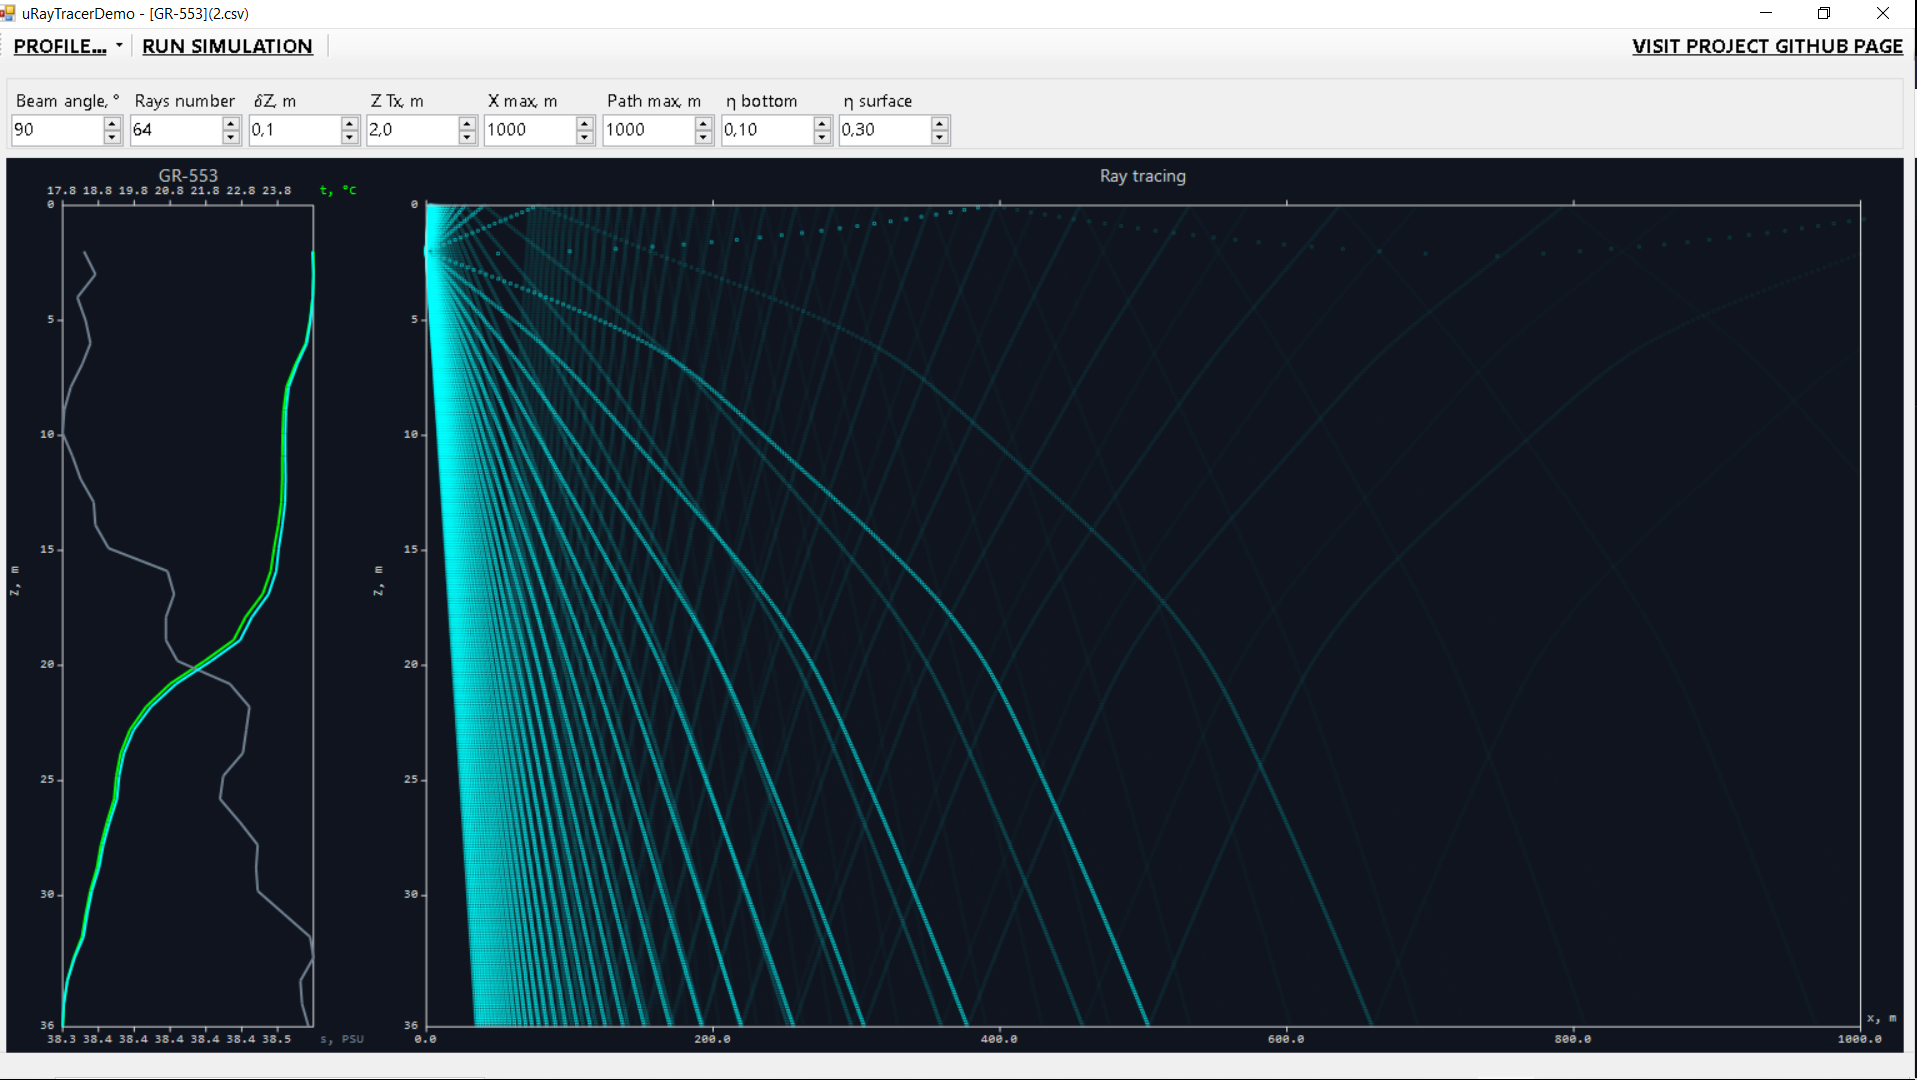 uRayTracerDemo - [GR-553](2.csv)
PROFILE... RUN SIMULATION VISIT PROJECT GITHUB PAGE
Beam angle, ° Rays number δZ, m Z Tx, m X max, m Path max, m η bottom η surface
90 64 0,1 2,0 1000 1000 0,10 0,30
GR-553 Ray tracing
17.8 18.8 19.8 20.8 21.8 22.8 23.8 t, °C
0 0
5 5
10 10
15 15
Z, m Z, m
20 20
25 25
30 30
36 36
x, m
38.3 38.4 38.4 38.4 38.4 38.4 38.5 s, PSU 0.0 200.0 400.0 600.0 800.0 1000.0